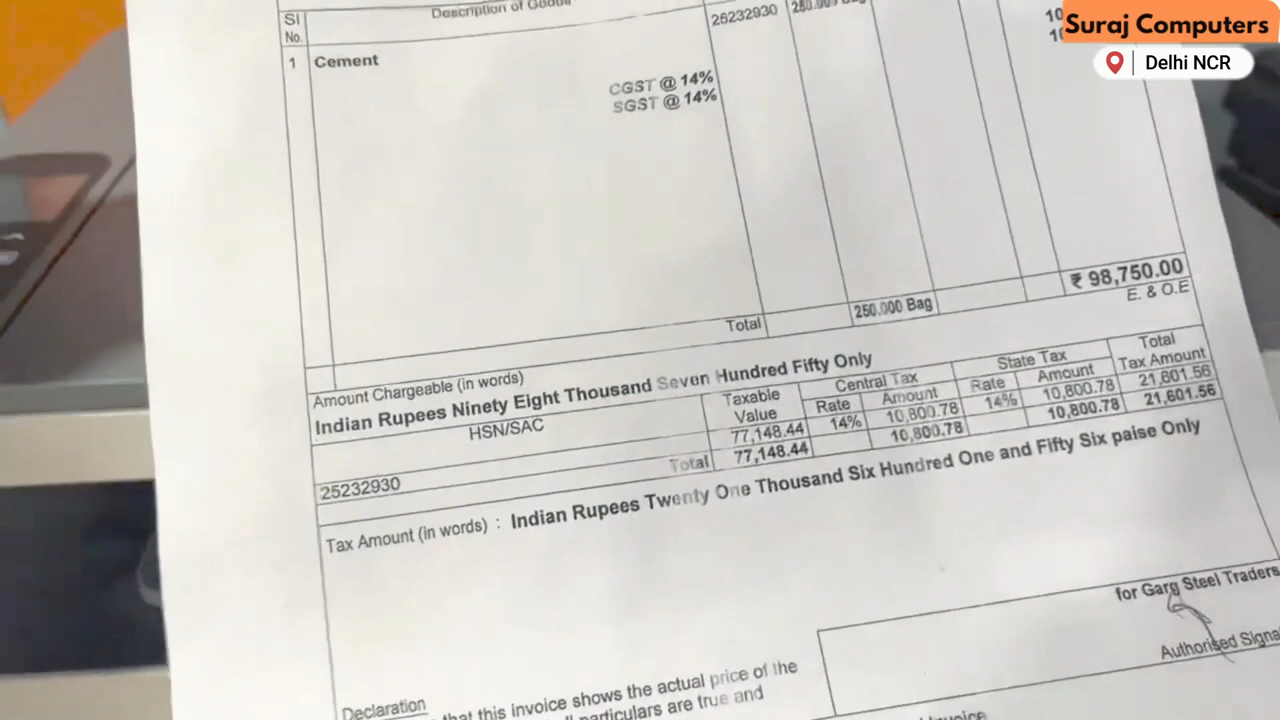 Suraj Computers
Delhi NCR
Sl No.
Description of Goods
25232930
250.000 Bag
1 Cement
CGST @ 14%
SGST @ 14%
Total 250.000 Bag ₹ 98,750.00
E. & O.E
Amount Chargeable (in words)
Indian Rupees Ninety Eight Thousand Seven Hundred Fifty Only
HSN/SAC Taxable Value Central Tax State Tax Total Tax Amount
Rate Amount Rate Amount
25232930 77,148.44 14% 10,800.78 14% 10,800.78 21,601.56
Total 77,148.44 10,800.78 10,800.78 21,601.56
Tax Amount (in words) : Indian Rupees Twenty One Thousand Six Hundred One and Fifty Six paise Only
for Garg Steel Traders
Authorised Signa
Declaration
that this invoice shows the actual price of the
particulars are true and
Invoice